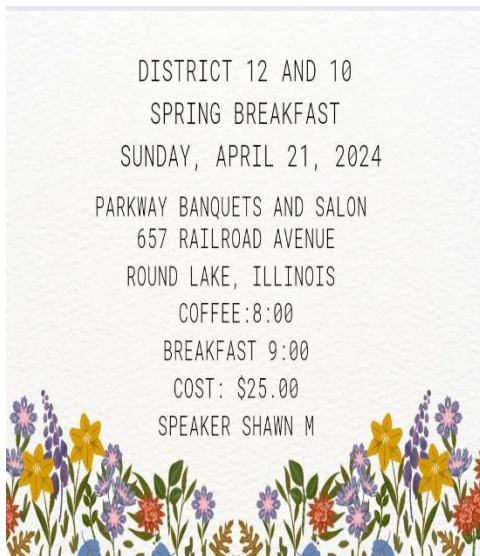 DISTRICT 12 AND 10
SPRING BREAKFAST
SUNDAY, APRIL 21, 2024
PARKWAY BANQUETS AND SALON
657 RAILROAD AVENUE
ROUND LAKE, ILLINOIS
COFFEE:8:00
BREAKFAST 9:00
COST: $25.00
SPEAKER SHAWN M